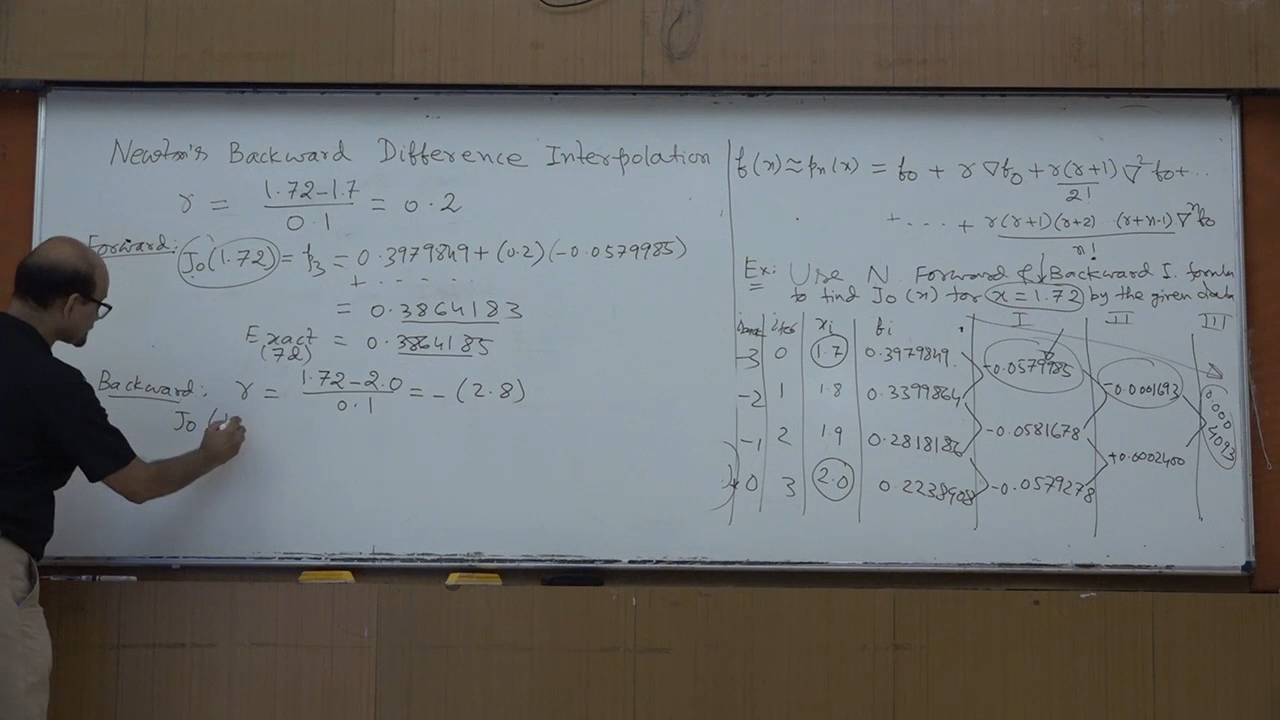 Newton's Backward Difference Interpolation
r = 1.72-1.7 / 0.1 = 0.2
Forward: J0(1.72) = f3 = 0.3979849 + (0.2)(-0.0579985)
+ - - - -
= 0.3864183
Exact = 0.3864185
(7d)
Backward: r = 1.72-2.0 / 0.1 = -(2.8)
J0 (
f(x) ≈ pn(x) = f0 + r ∇f0 + r(r+1)/2! ∇²f0 + ..
+ .... + r(r+1)(r+2) (r+n-1)/n! ∇ⁿf0
Ex: Use N. Forward & Backward I. formula
to find J0(x) for x = 1.72 by the given data
iback ifor xi fi I II III
-3 0 1.7 0.3979849
-0.0579985
-2 1 1.8 0.3399864 -0.0001693
-0.0581678 0.0004093
-1 2 1.9 0.2818186 +0.0002400
-0.0579278
0 3 2.0 0.2238908